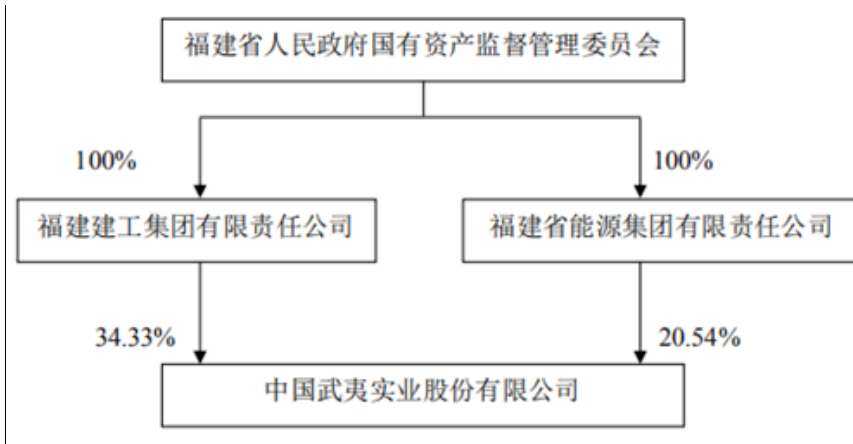 福建省人民政府国有资产监督管理委员会
100%
100%
福建建工集团有限责任公司
福建省能源集团有限责任公司
34.33%
20.54%
中国武夷实业股份有限公司